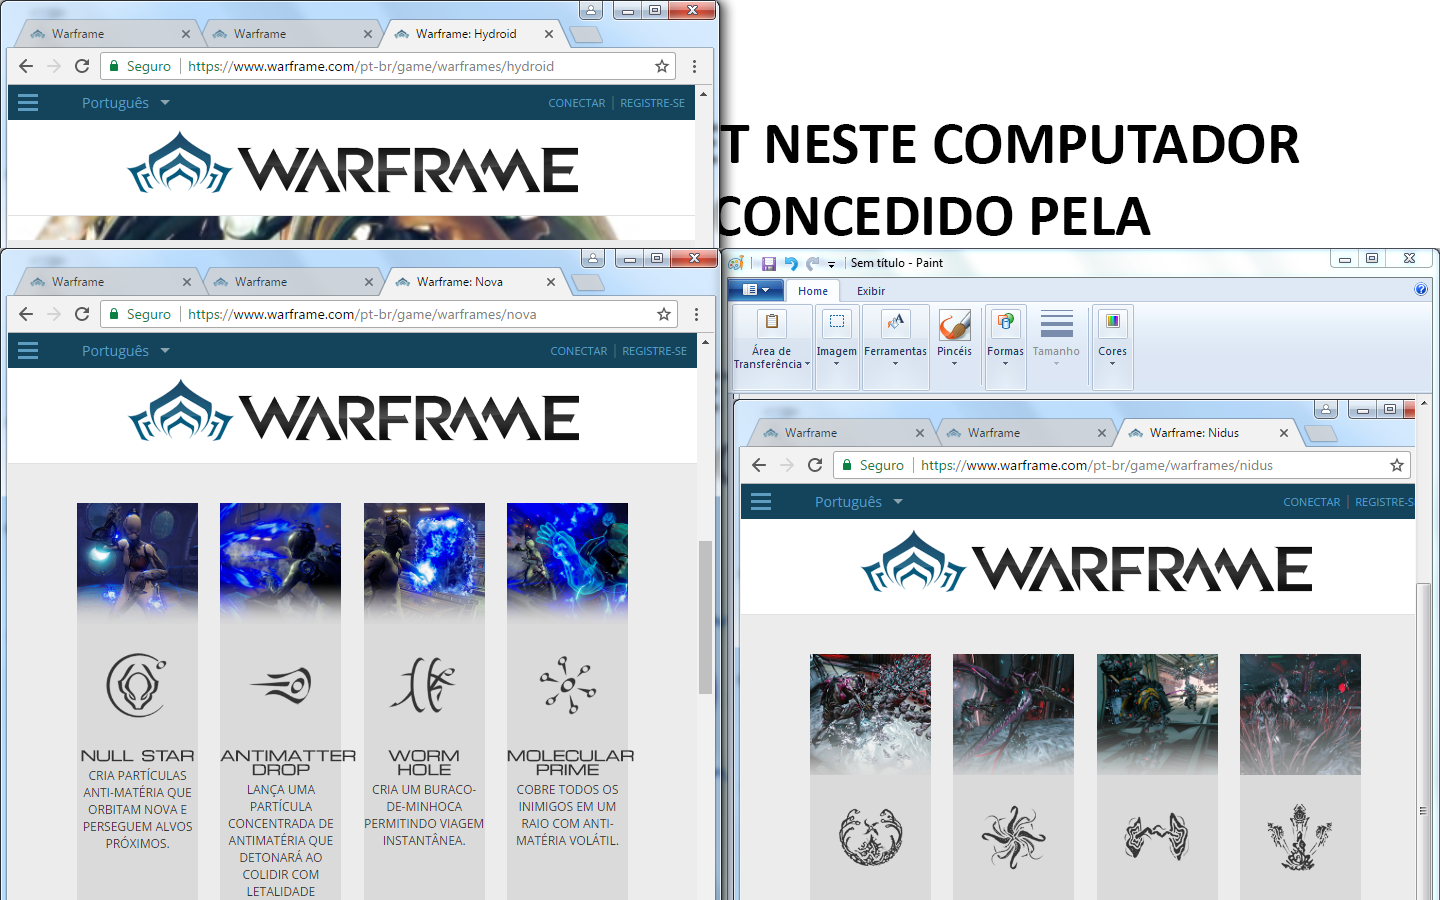 Warframe
Warframe
Warframe: Hydroid
Seguro
https://www.warframe.com/pt-br/game/warframes/hydroid
Português
CONECTAR | REGISTRE-SE
WARFRAME
T NESTE COMPUTADOR
CONCEDIDO PELA
Warframe
Warframe
Warframe: Nova
Seguro
https://www.warframe.com/pt-br/game/warframes/nova
Português
CONECTAR | REGISTRE-SE
WARFRAME
NULL STAR
CRIA PARTÍCULAS
ANTI-MATÉRIA QUE
ORBITAM NOVA E
PERSEGUEM ALVOS
PRÓXIMOS.
ANTIMATTER
DROP
LANÇA UMA
PARTÍCULA
CONCENTRADA DE
ANTIMATÉRIA QUE
DETONARÁ AO
COLIDIR COM
LETALIDADE
WORM
HOLE
CRIA UM BURACO-
DE-MINHOCA
PERMITINDO VIAGEM
INSTANTÂNEA.
MOLECULAR
PRIME
COBRE TODOS OS
INIMIGOS EM UM
RAIO COM ANTI-
MATÉRIA VOLÁTIL.
Sem título - Paint
Home
Exibir
Área de
Transferência
Imagem
Ferramentas
Pincéis
Formas
Tamanho
Cores
Warframe
Warframe
Warframe: Nidus
Seguro
https://www.warframe.com/pt-br/game/warframes/nidus
Português
CONECTAR | REGISTRE-S
WARFRAME